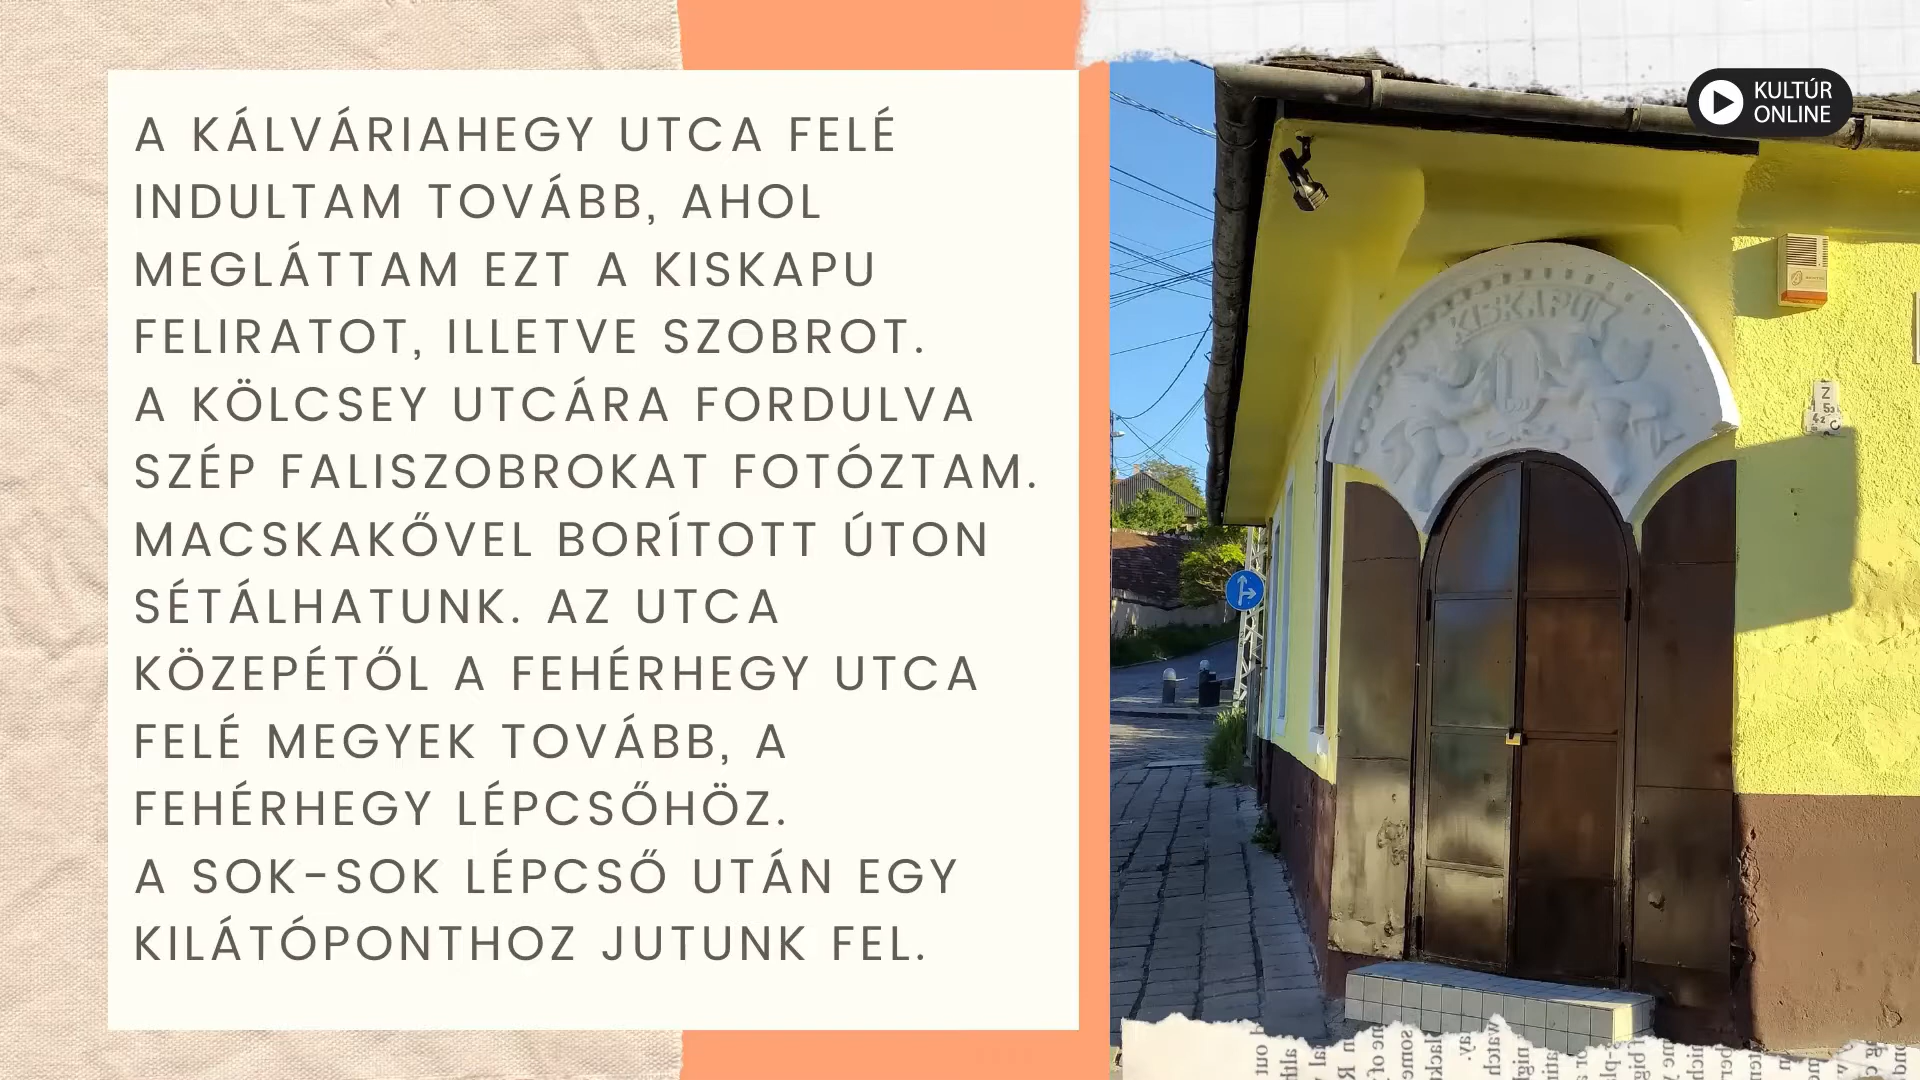 A KÁLVÁRIAHEGY UTCA FELÉ
INDULTAM TOVÁBB, AHOL
MEGLÁTTAM EZT A KISKAPU
FELIRATOT, ILLETVE SZOBROT.
A KÖLCSEY UTCÁRA FORDULVA
SZÉP FALISZOBROKAT FOTÓZTAM.
MACSKAKŐVEL BORÍTOTT ÚTON
SÉTÁLHATUNK. AZ UTCA
KÖZEPÉTŐL A FEHÉRHEGY UTCA
FELÉ MEGYEK TOVÁBB, A
FEHÉRHEGY LÉPCSŐHÖZ.
A SOK-SOK LÉPCSŐ UTÁN EGY
KILÁTÓPONTHOZ JUTUNK FEL.
KULTÚR
ONLINE
KISKAPU
Z
53
42